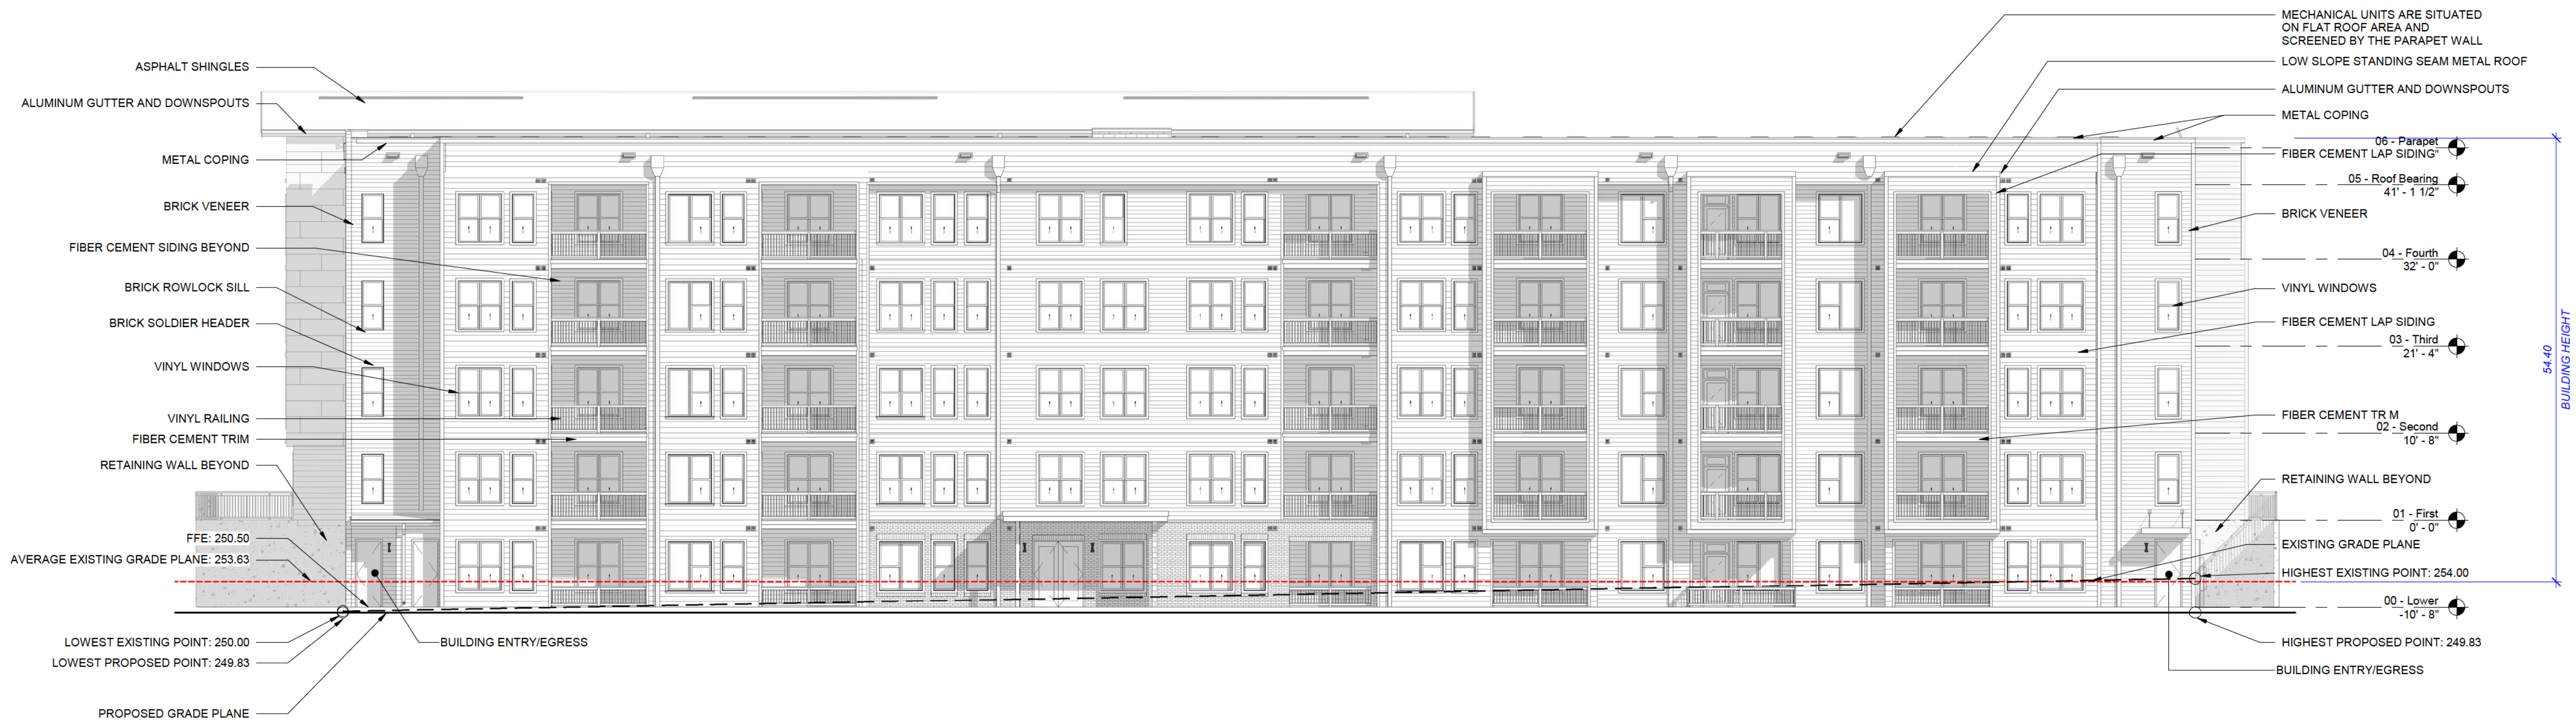 ASPHALT SHINGLES
ALUMINUM GUTTER AND DOWNSPOUTS
METAL COPING
BRICK VENEER
FIBER CEMENT SIDING BEYOND
BRICK ROWLOCK SILL
BRICK SOLDIER HEADER
VINYL WINDOWS
VINYL RAILING
FIBER CEMENT TRIM
RETAINING WALL BEYOND
FFE: 250.50
AVERAGE EXISTING GRADE PLANE: 253.63
LOWEST EXISTING POINT: 250.00
LOWEST PROPOSED POINT: 249.83
PROPOSED GRADE PLANE
BUILDING ENTRY/EGRESS
MECHANICAL UNITS ARE SITUATED
ON FLAT ROOF AREA AND
SCREENED BY THE PARAPET WALL
LOW SLOPE STANDING SEAM METAL ROOF
ALUMINUM GUTTER AND DOWNSPOUTS
METAL COPING
06 - Parapet
FIBER CEMENT LAP SIDING"
05 - Roof Bearing
41' - 1 1/2"
BRICK VENEER
04 - Fourth
32' - 0"
VINYL WINDOWS
FIBER CEMENT LAP SIDING
03 - Third
21' - 4"
FIBER CEMENT TR M
02 - Second
10' - 8"
RETAINING WALL BEYOND
01 - First
0' - 0"
EXISTING GRADE PLANE
HIGHEST EXISTING POINT: 254.00
00 - Lower
-10' - 8"
HIGHEST PROPOSED POINT: 249.83
BUILDING ENTRY/EGRESS
54.40
BUILDING HEIGHT